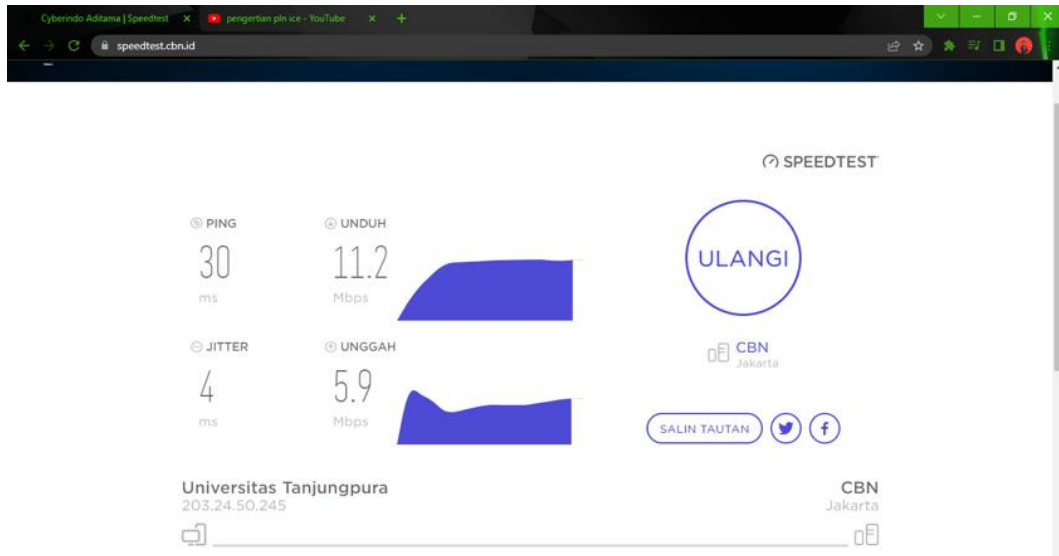 Cyberindo Aditama | Speedtest
pengertian pln ice - YouTube
speedtest.cbn.id
SPEEDTEST
PING
30
ms
UNDUH
11.2
Mbps
ULANGI
JITTER
4
ms
UNGGAH
5.9
Mbps
CBN
Jakarta
SALIN TAUTAN
Universitas Tanjungpura
203.24.50.245
CBN
Jakarta